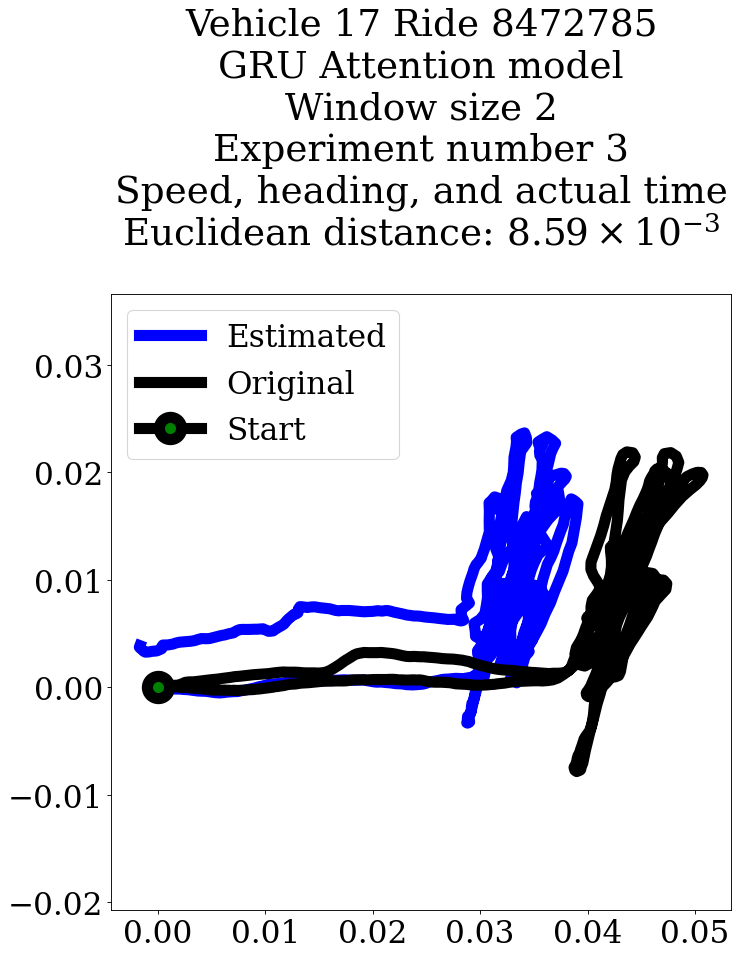 Vehicle 17 Ride 8472785
GRU Attention model
Window size 2
Experiment number 3
Speed, heading, and actual time
Euclidean distance: 8.59 × 10⁻³
Estimated
Original
Start
0.03
0.02
0.01
0.00
−0.01
−0.02
0.00 0.01 0.02 0.03 0.04 0.05